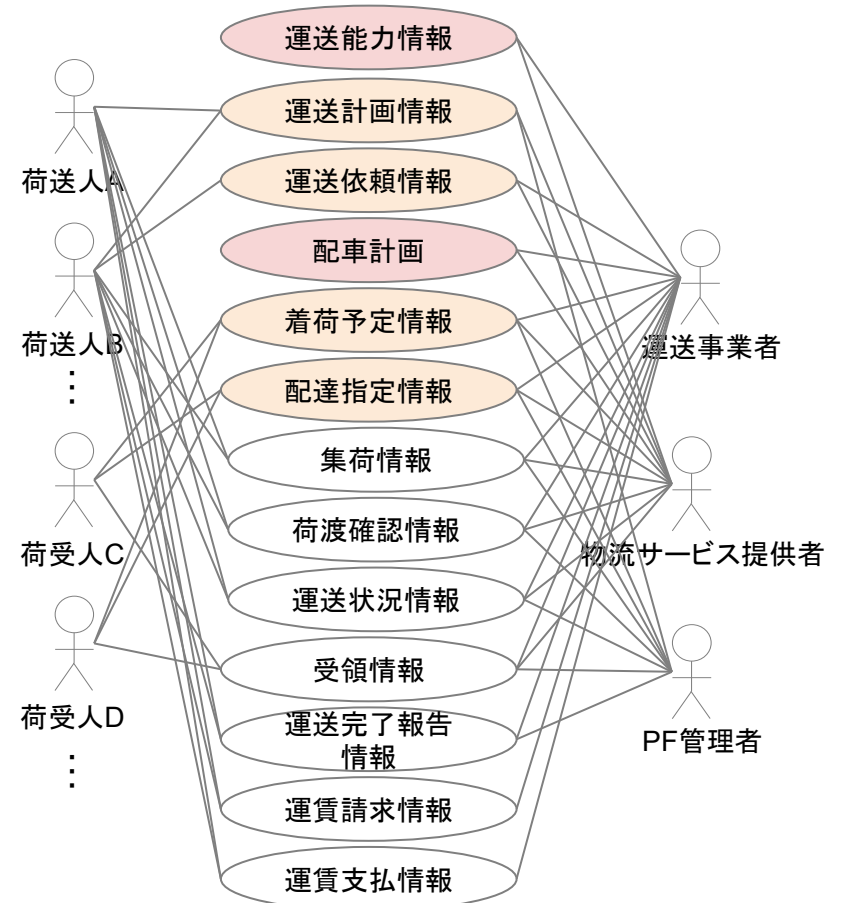 運送能力情報
運送計画情報
運送依頼情報
配車計画
着荷予定情報
配達指定情報
集荷情報
荷渡確認情報
運送状況情報
受領情報
運送完了報告
情報
運賃請求情報
運賃支払情報
荷送人A
荷送人B
⋮
荷受人C
荷受人D
⋮
運送事業者
物流サービス提供者
PF管理者